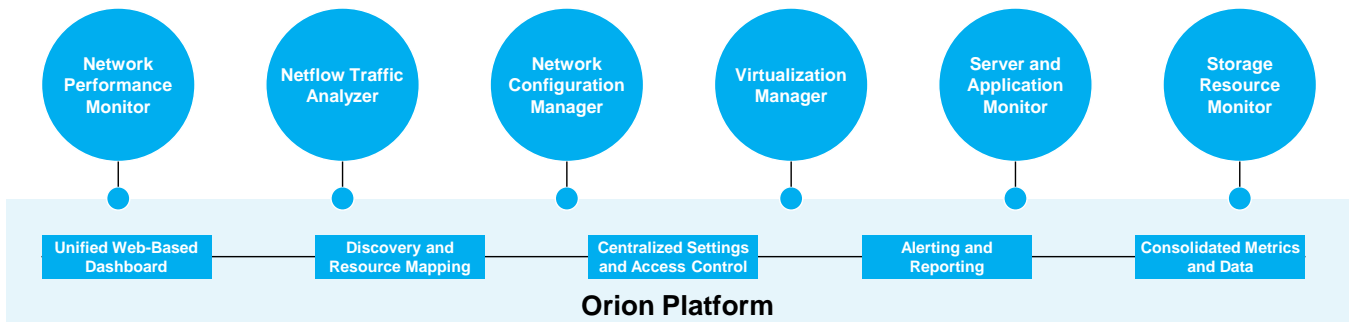 Network
Performance
Monitor
Netflow Traffic
Analyzer
Network
Configuration
Manager
Virtualization
Manager
Server and
Application
Monitor
Storage
Resource
Monitor
Unified Web-Based
Dashboard
Discovery and
Resource Mapping
Centralized Settings
and Access Control
Alerting and
Reporting
Consolidated Metrics
and Data
Orion Platform